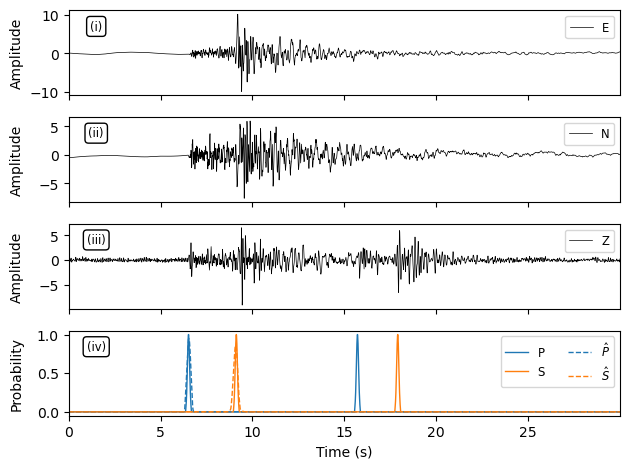 Amplitude
10
0
−10
(i)
E
Amplitude
5
0
−5
(ii)
N
Amplitude
5
0
−5
(iii)
Z
Probability
1.0
0.5
0.0
(iv)
P P̂
S Ŝ
0 5 10 15 20 25
Time (s)